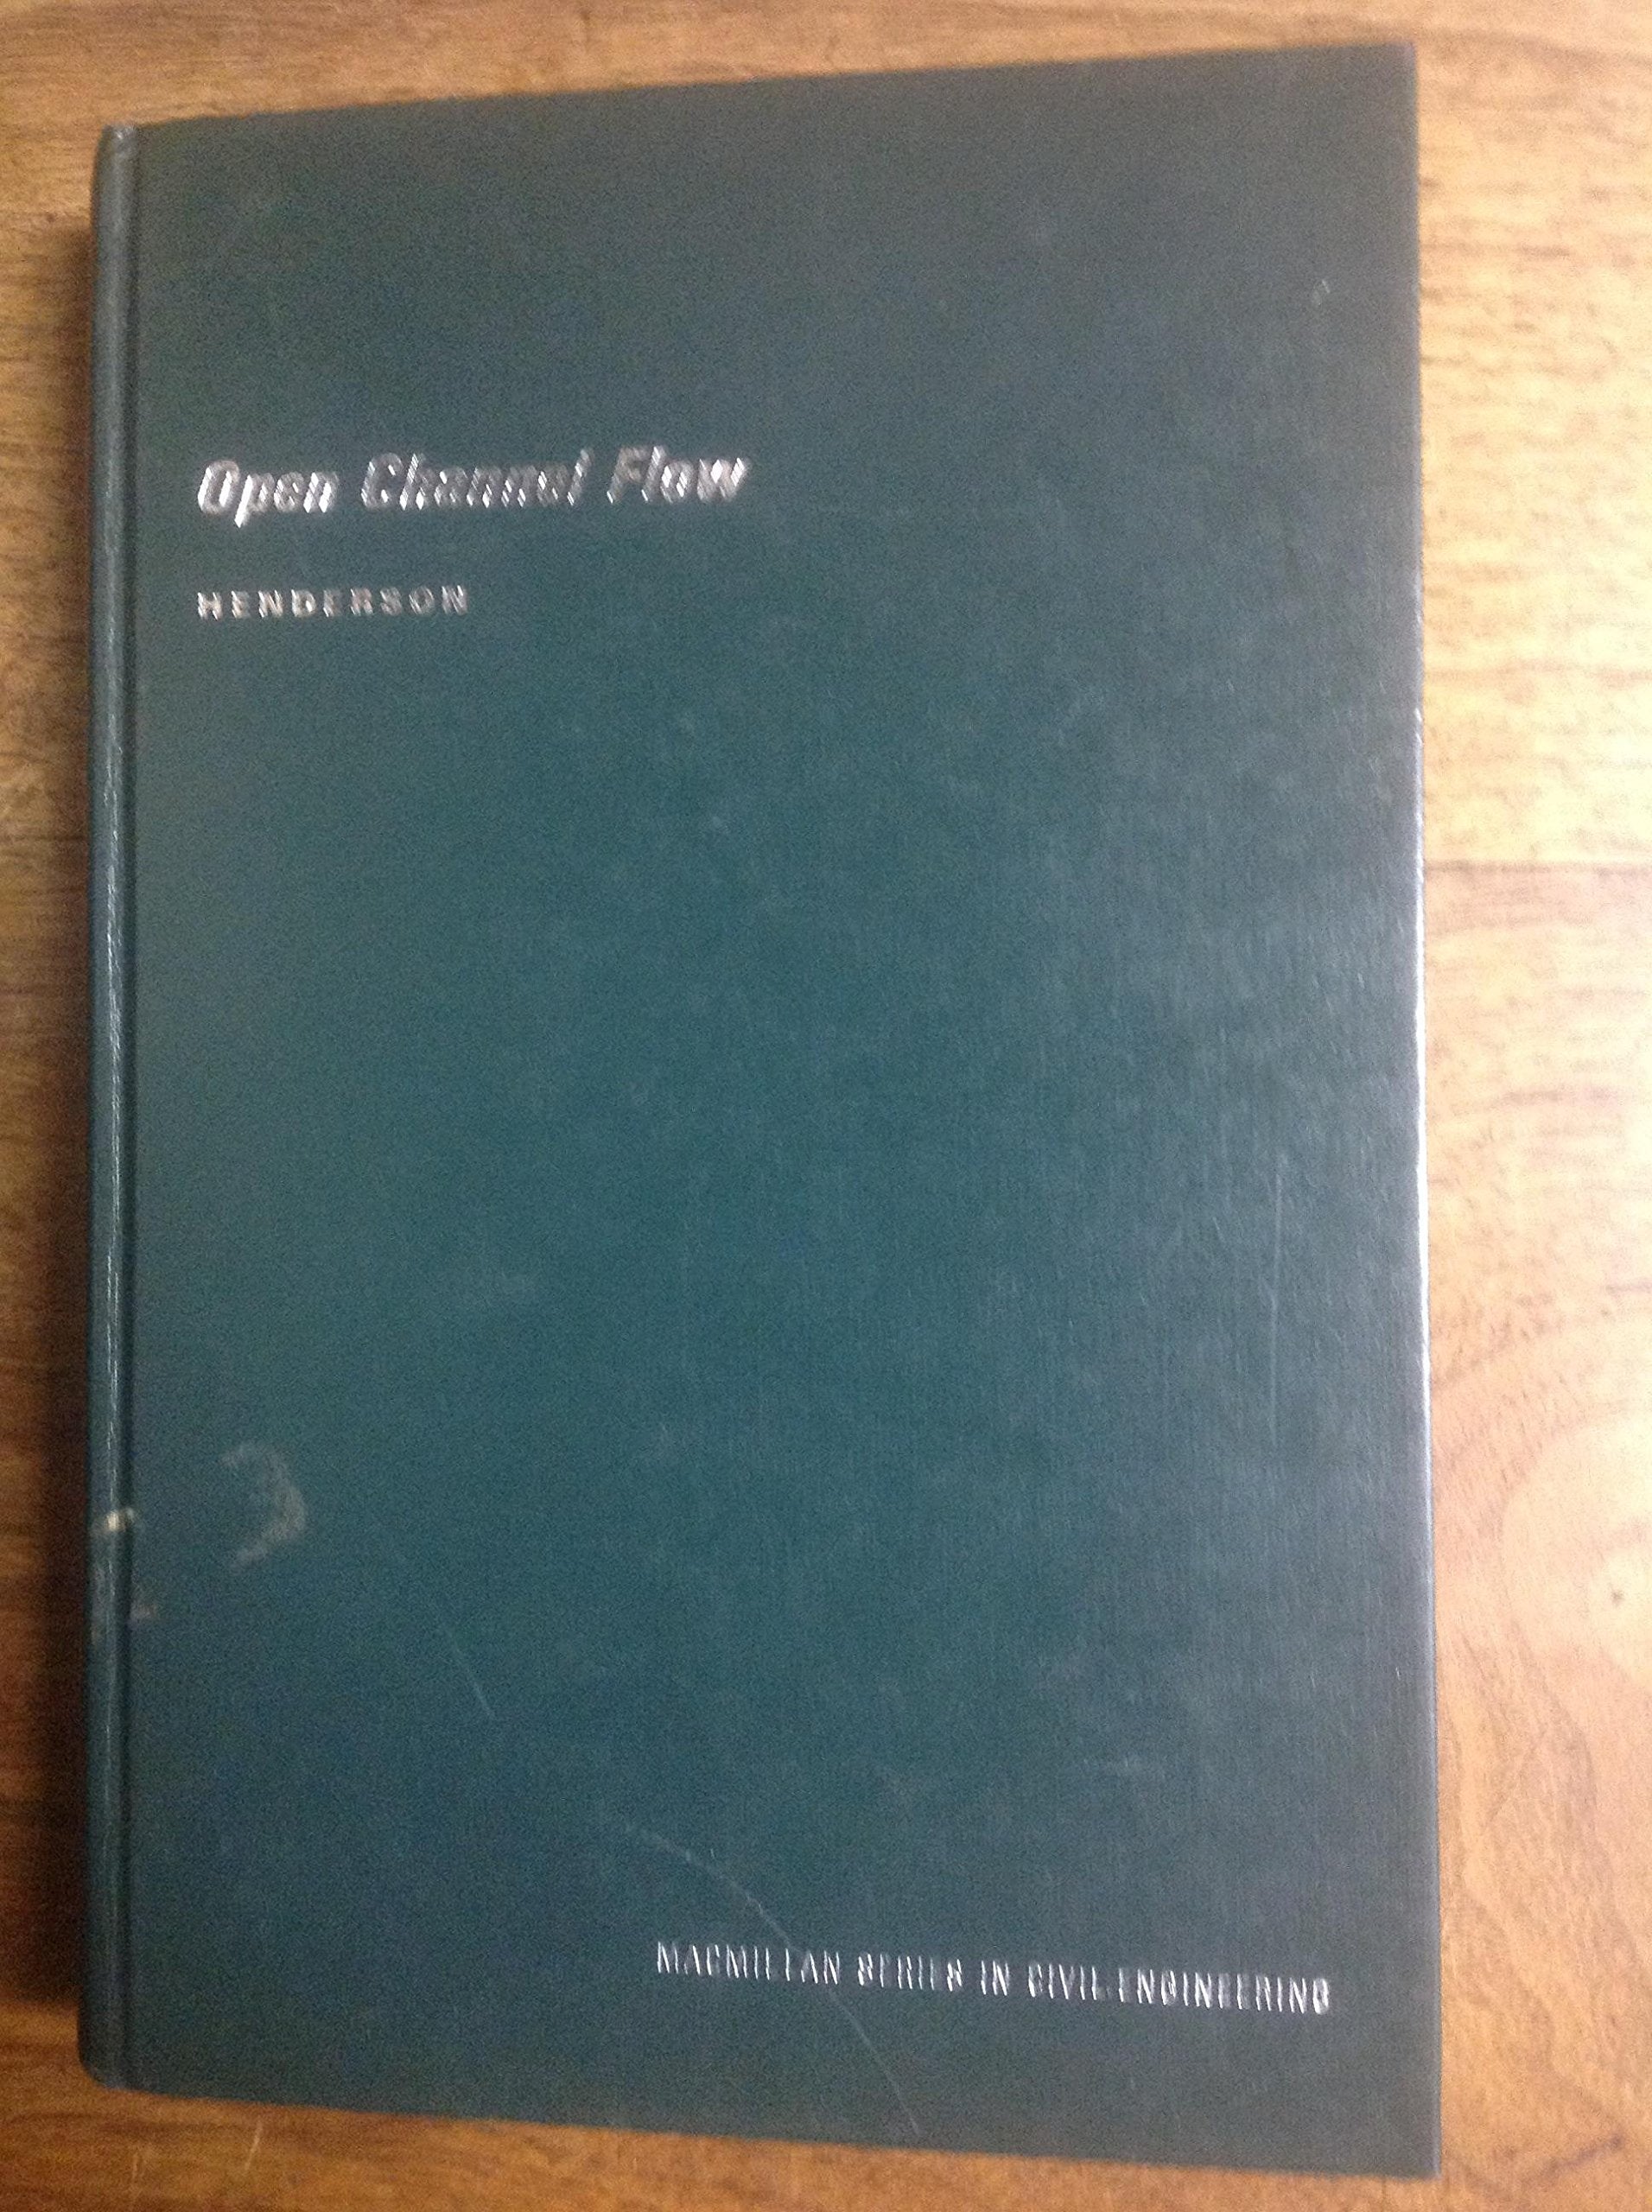 Open Channel Flow
HENDERSON
MACMILLAN SERIES IN CIVIL ENGINEERING